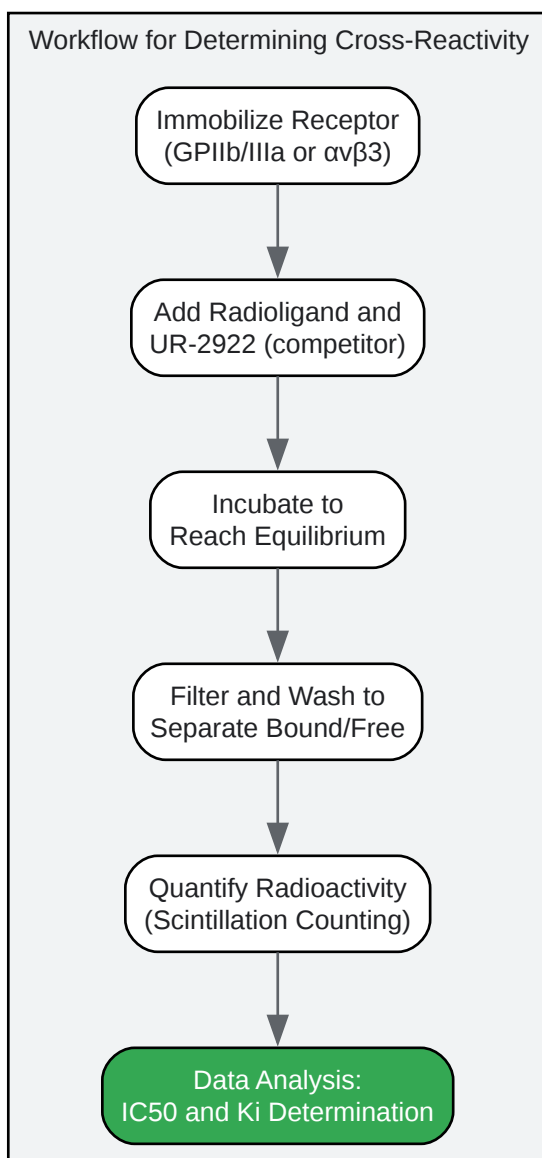 Workflow for Determining Cross-Reactivity
Immobilize Receptor
(GPIIb/IIIa or αvβ3)
Add Radioligand and
UR-2922 (competitor)
Incubate to
Reach Equilibrium
Filter and Wash to
Separate Bound/Free
Quantify Radioactivity
(Scintillation Counting)
Data Analysis:
IC50 and Ki Determination